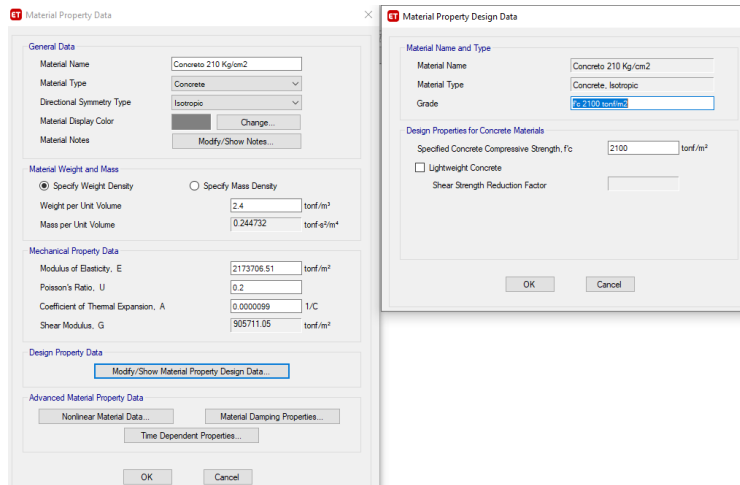 ET Material Property Data
General Data
Material Name Concreto 210 Kg/cm2
Material Type Concrete
Directional Symmetry Type Isotropic
Material Display Color Change...
Material Notes Modify/Show Notes...
Material Weight and Mass
Specify Weight Density Specify Mass Density
Weight per Unit Volume 2.4 tonf/m³
Mass per Unit Volume 0.244732 tonf-s²/m⁴
Mechanical Property Data
Modulus of Elasticity, E 2173706.51 tonf/m²
Poisson's Ratio, U 0.2
Coefficient of Thermal Expansion, A 0.0000099 1/C
Shear Modulus, G 905711.05 tonf/m²
Design Property Data
Modify/Show Material Property Design Data...
Advanced Material Property Data
Nonlinear Material Data... Material Damping Properties...
Time Dependent Properties...
OK Cancel
ET Material Property Design Data
Material Name and Type
Material Name Concreto 210 Kg/cm2
Material Type Concrete, Isotropic
Grade f'c 2100 tonf/m2
Design Properties for Concrete Materials
Specified Concrete Compressive Strength, f'c 2100 tonf/m²
Lightweight Concrete
Shear Strength Reduction Factor
OK Cancel